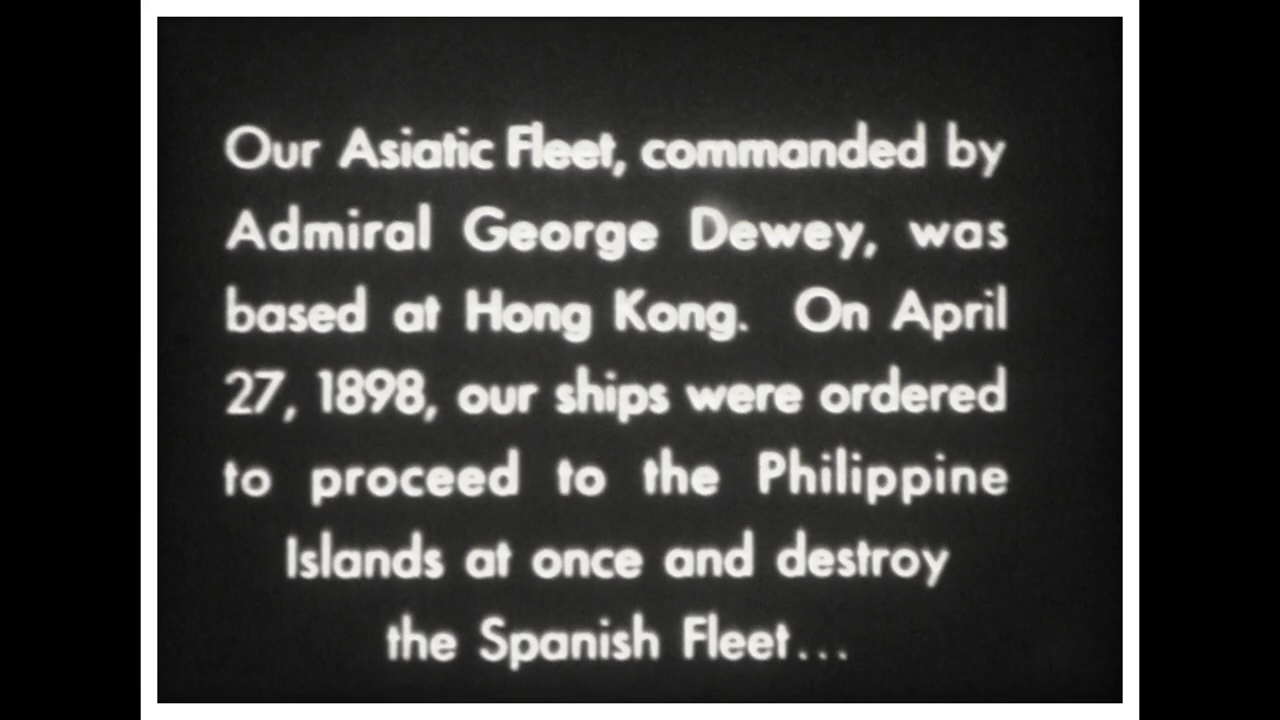 Our Asiatic Fleet, commanded by
Admiral George Dewey, was
based at Hong Kong. On April
27, 1898, our ships were ordered
to proceed to the Philippine
Islands at once and destroy
the Spanish Fleet...